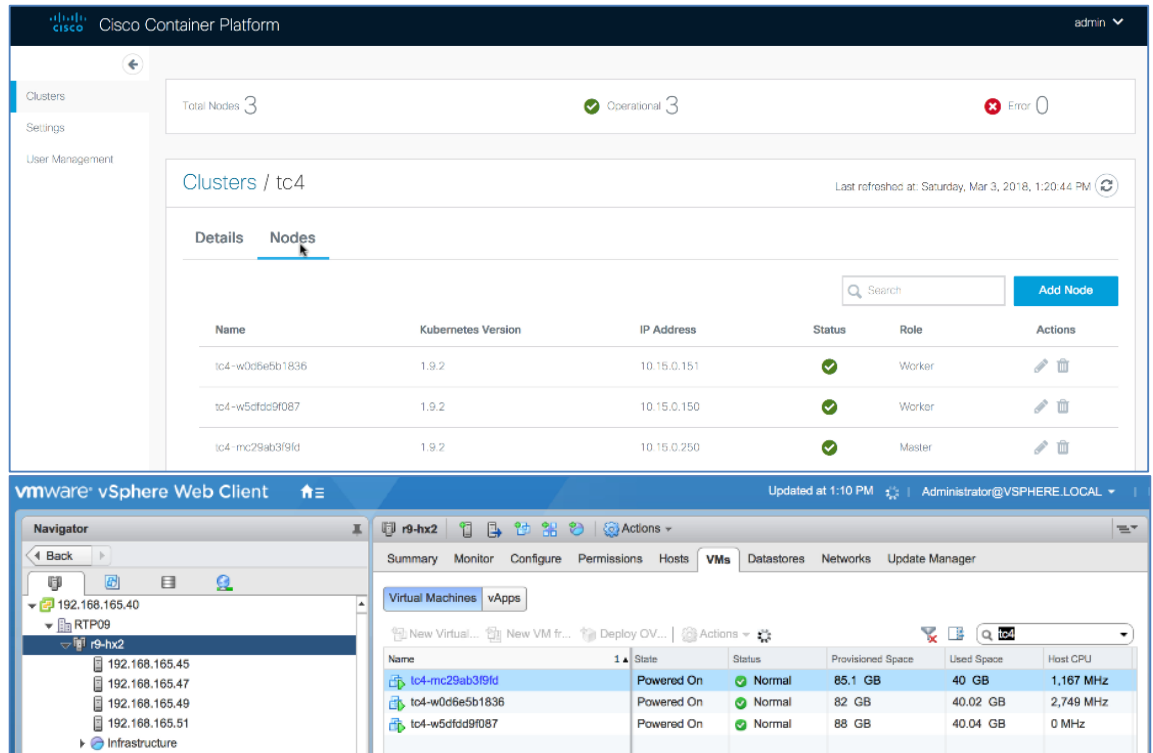 cisco Cisco Container Platform admin
Clusters
Settings
User Management
Total Nodes 3 Operational 3 Error 0
Clusters / tc4 Last refreshed at: Saturday, Mar 3, 2018, 1:20:44 PM
Details Nodes
Search Add Node
Name Kubernetes Version IP Address Status Role Actions
tc4-w0d6e5b1836 1.9.2 10.15.0.151 Worker
tc4-w5dfdd9f087 1.9.2 10.15.0.150 Worker
tc4-mc29ab3f9fd 1.9.2 10.15.0.250 Master
vmware vSphere Web Client Updated at 1:10 PM | Administrator@VSPHERE.LOCAL |
Navigator
Back
192.168.165.40
RTP09
r9-hx2
192.168.165.45
192.168.165.47
192.168.165.49
192.168.165.51
Infrastructure
r9-hx2 Actions
Summary Monitor Configure Permissions Hosts VMs Datastores Networks Update Manager
Virtual Machines vApps
New Virtual... New VM fr... Deploy OV... | Actions tc4
Name 1 State Status Provisioned Space Used Space Host CPU
tc4-mc29ab3f9fd Powered On Normal 85.1 GB 40 GB 1,167 MHz
tc4-w0d6e5b1836 Powered On Normal 82 GB 40.02 GB 2,749 MHz
tc4-w5dfdd9f087 Powered On Normal 88 GB 40.04 GB 0 MHz